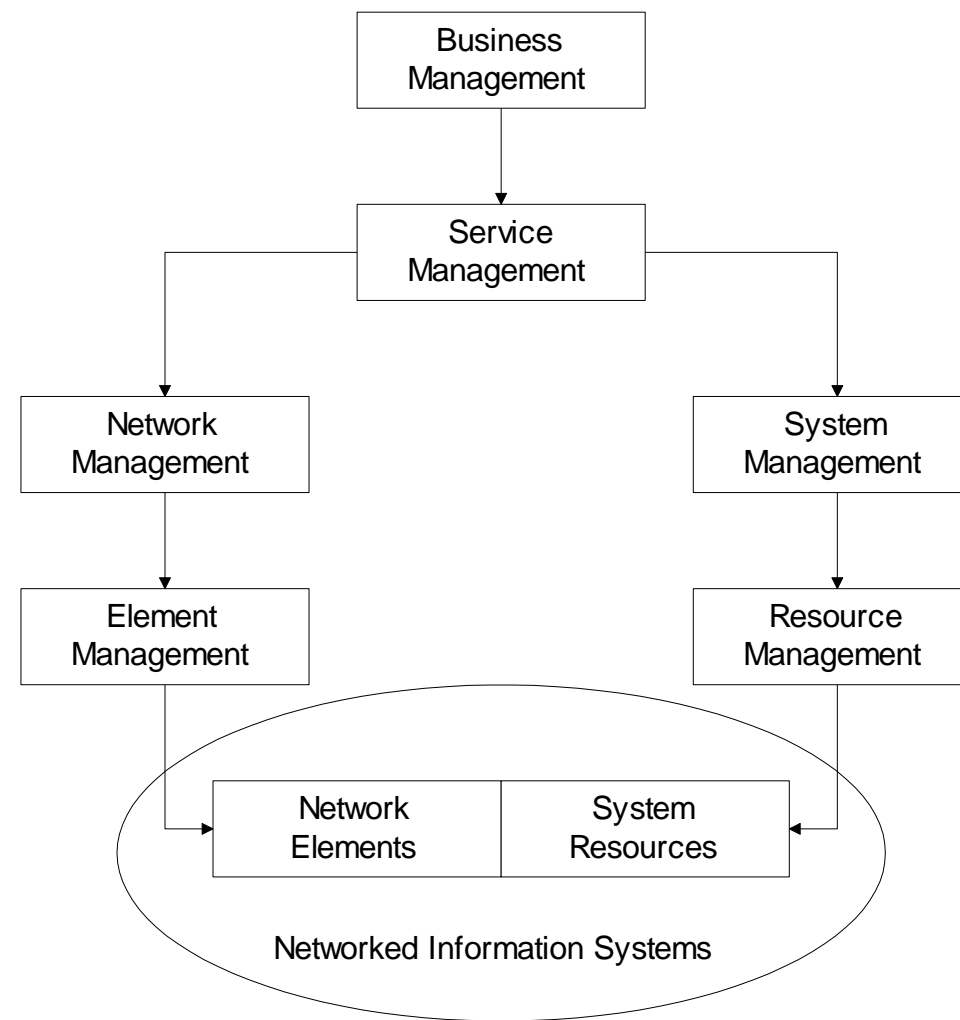 Business
Management
Service
Management
Network
Management
System
Management
Element
Management
Resource
Management
Network
Elements
System
Resources
Networked Information Systems